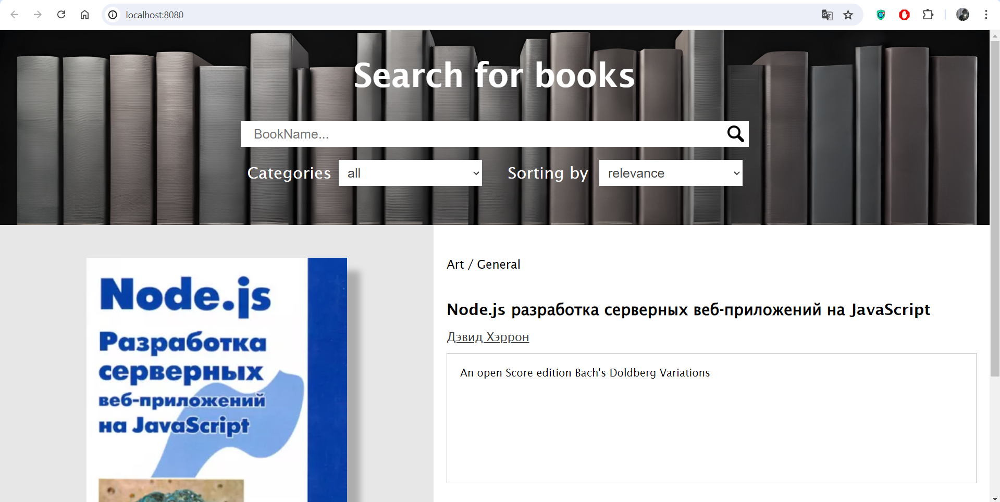 localhost:8080
Search for books
BookName...
Categories all Sorting by relevance
Node.js
Разработка
серверных
веб-приложений
на JavaScript
Art / General
Node.js разработка серверных веб-приложений на JavaScript
Дэвид Хэррон
An open Score edition Bach's Doldberg Variations